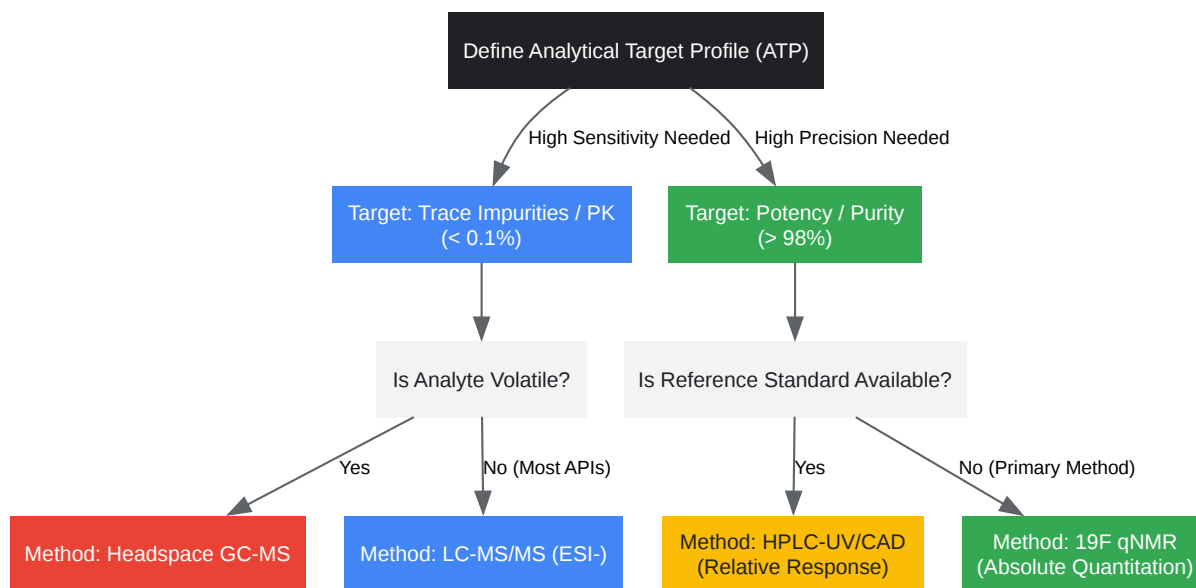 Define Analytical Target Profile (ATP)
High Sensitivity Needed
High Precision Needed
Target: Trace Impurities / PK
(< 0.1%)
Target: Potency / Purity
(> 98%)
Is Analyte Volatile?
Is Reference Standard Available?
Yes
No (Most APIs)
Yes
No (Primary Method)
Method: Headspace GC-MS
Method: LC-MS/MS (ESI-)
Method: HPLC-UV/CAD
(Relative Response)
Method: 19F qNMR
(Absolute Quantitation)